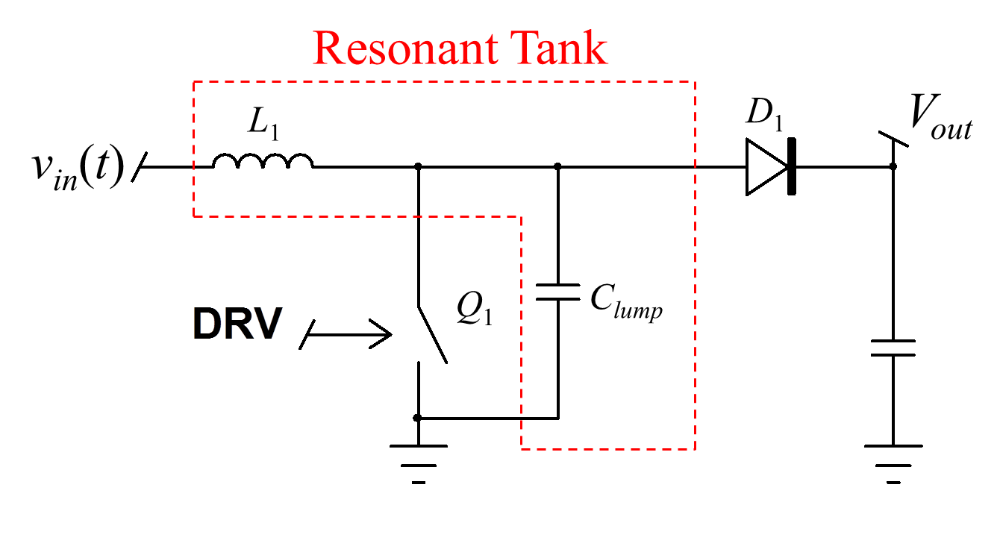 Resonant Tank
L1
D1
Vout
vin(t)
Q1
Clump
DRV